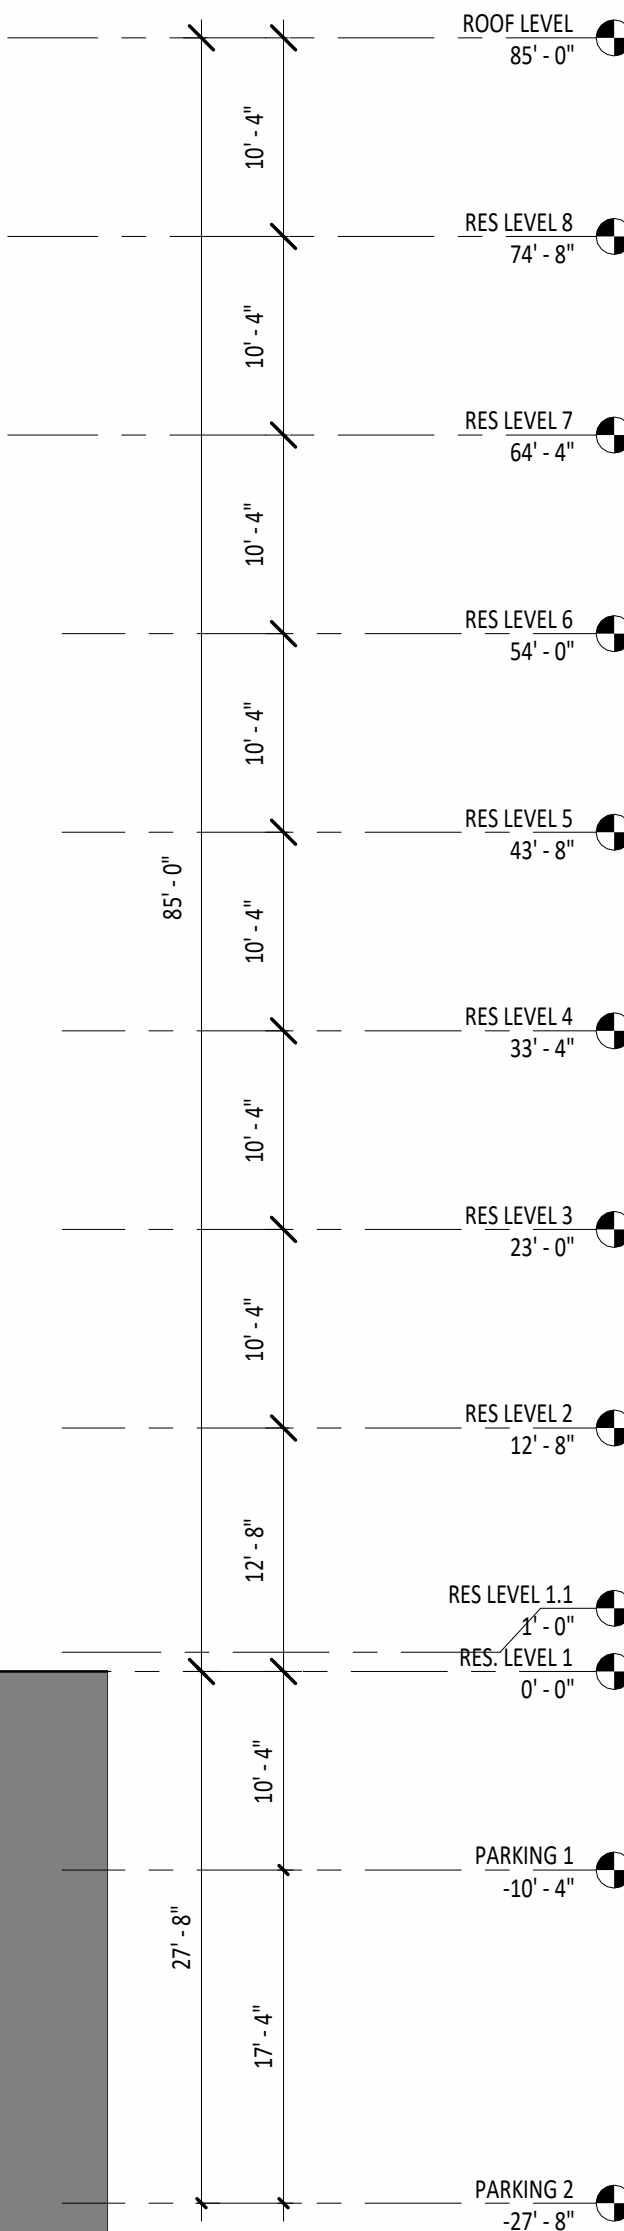 ROOF LEVEL
85' - 0"
10' - 4"
RES LEVEL 8
74' - 8"
10' - 4"
RES LEVEL 7
64' - 4"
10' - 4"
RES LEVEL 6
54' - 0"
10' - 4"
RES LEVEL 5
43' - 8"
85' - 0"
10' - 4"
RES LEVEL 4
33' - 4"
10' - 4"
RES LEVEL 3
23' - 0"
10' - 4"
RES LEVEL 2
12' - 8"
12' - 8"
RES LEVEL 1.1
1' - 0"
RES. LEVEL 1
0' - 0"
10' - 4"
PARKING 1
-10' - 4"
27' - 8"
17' - 4"
PARKING 2
-27' - 8"